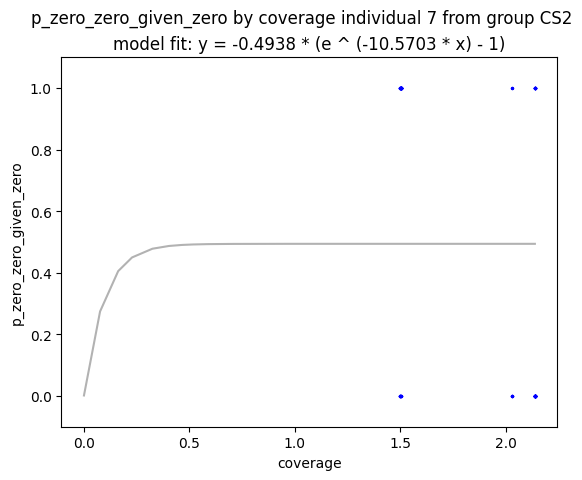 p_zero_zero_given_zero by coverage individual 7 from group CS2
model fit: y = -0.4938 * (e ^ (-10.5703 * x) - 1)
1.0
0.8
0.6
0.4
0.2
0.0
p_zero_zero_given_zero
0.0 0.5 1.0 1.5 2.0
coverage